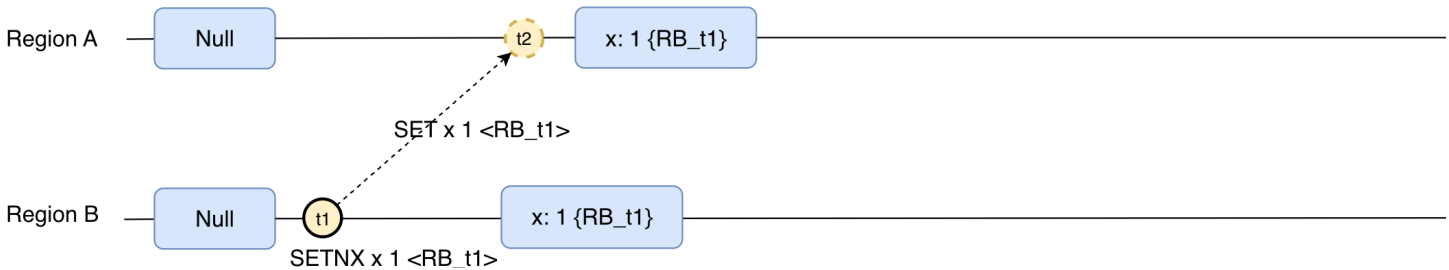 Region A
Null
t2
x: 1 {RB_t1}
SET x 1 <RB_t1>
Region B
Null
t1
x: 1 {RB_t1}
SETNX x 1 <RB_t1>